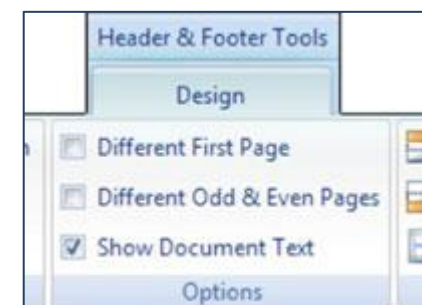 Header & Footer Tools
Design
Different First Page
Different Odd & Even Pages
Show Document Text
Options